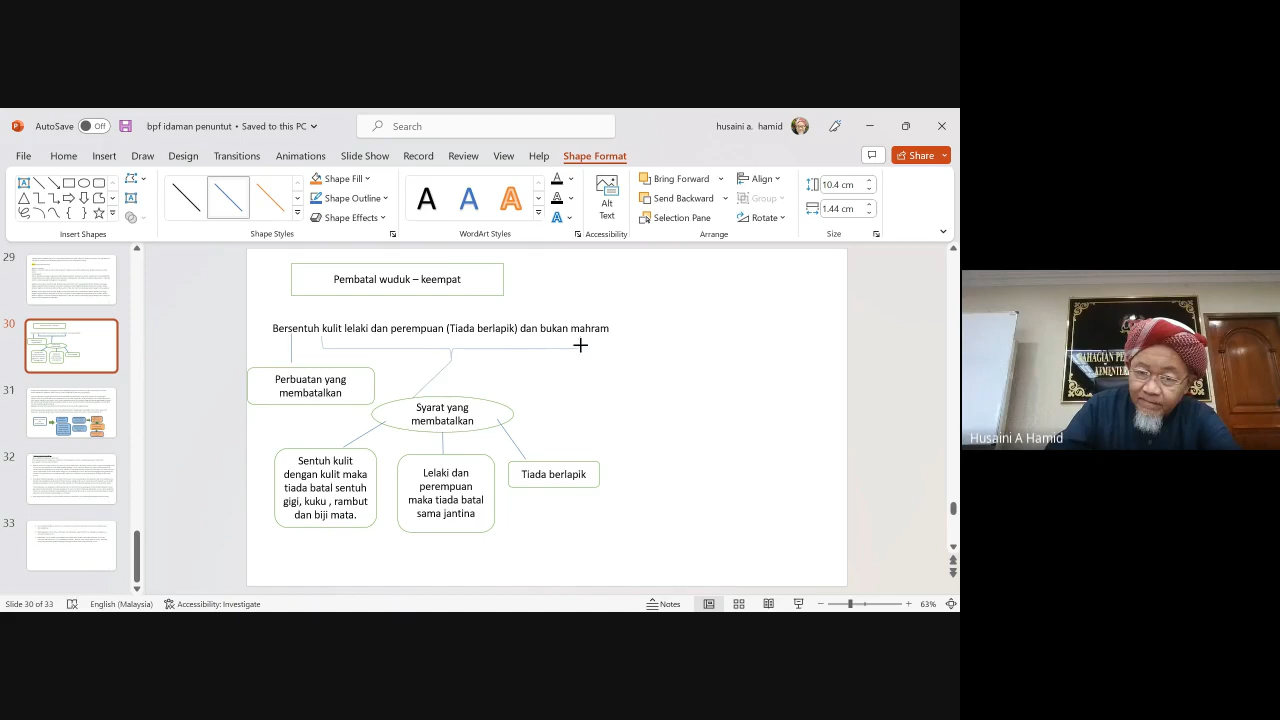 AutoSave Off bpf idaman penuntut • Saved to this PC Search husaini a. hamid
File Home Insert Draw Design Transitions Animations Slide Show Record Review View Help Shape Format Share
Shape Fill
Shape Outline
Shape Effects
A A A
Alt
Text
Bring Forward
Send Backward
Selection Pane
Align
Group
Rotate
10.4 cm
1.44 cm
Insert Shapes Shape Styles WordArt Styles Accessibility Arrange Size
29
30
31
32
33
Pembatal wuduk – keempat
Bersentuh kulit lelaki dan perempuan (Tiada berlapik) dan bukan mahram
Perbuatan yang
membatalkan
Syarat yang
membatalkan
Sentuh kulit
dengan kulit maka
tiada batal sentuh
gigi, kuku , rambut
dan biji mata.
Lelaki dan
perempuan
maka tiada batal
sama jantina
Tiada berlapik
Slide 30 of 33 English (Malaysia) Accessibility: Investigate Notes 63%
Husaini A Hamid